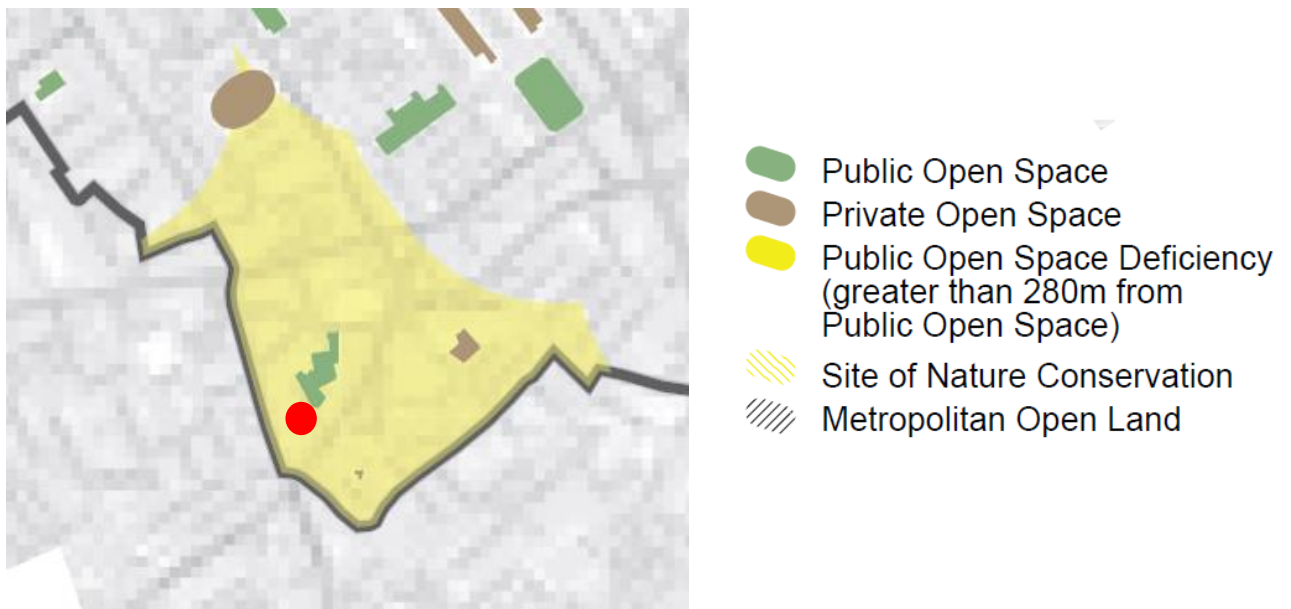 Public Open Space
Private Open Space
Public Open Space Deficiency
(greater than 280m from
Public Open Space)
Site of Nature Conservation
Metropolitan Open Land